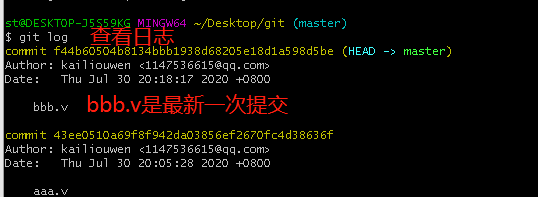 st@DESKTOP-J5S59KG MINGW64 ~/Desktop/git (master)
$ git log 查看日志
commit f44b60504b8134bbb1938d68205e18d1a598d5be (HEAD -> master)
Author: kailiouwen <1147536615@qq.com>
Date:   Thu Jul 30 20:18:17 2020 +0800
bbb.v bbb.v是最新一次提交
commit 43ee0510a69f8f942da03856ef2670fc4d38636f
Author: kailiouwen <1147536615@qq.com>
Date:   Thu Jul 30 20:05:28 2020 +0800
aaa.v